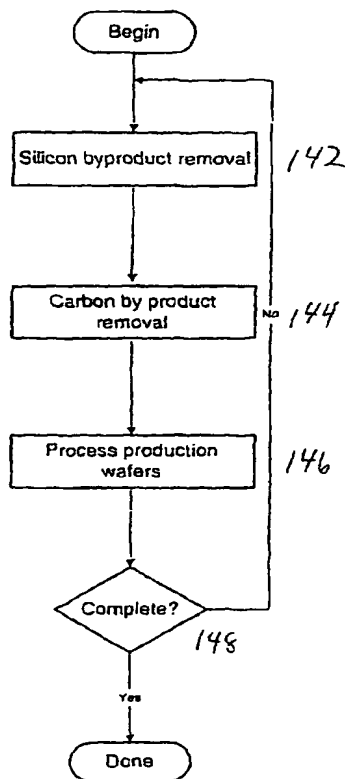 Begin
Silicon byproduct removal
142
Carbon by product
removal
No
144
Process production
wafers
146
Complete?
148
Yes
Done